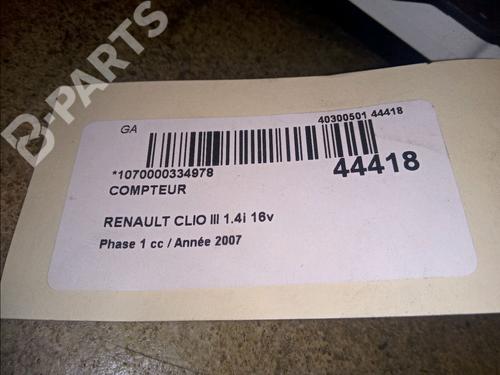 B-PARTS
GA
40300501 44418
*1070000334978
44418
COMPTEUR
RENAULT CLIO III 1.4i 16v
Phase 1 cc / Année 2007